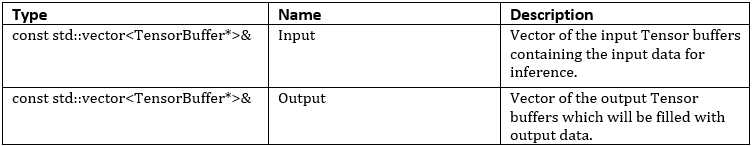 Type Name Description
const std::vector<TensorBuffer*>& Input Vector of the input Tensor buffers
containing the input data for
inference.
const std::vector<TensorBuffer*>& Output Vector of the output Tensor
buffers which will be filled with
output data.